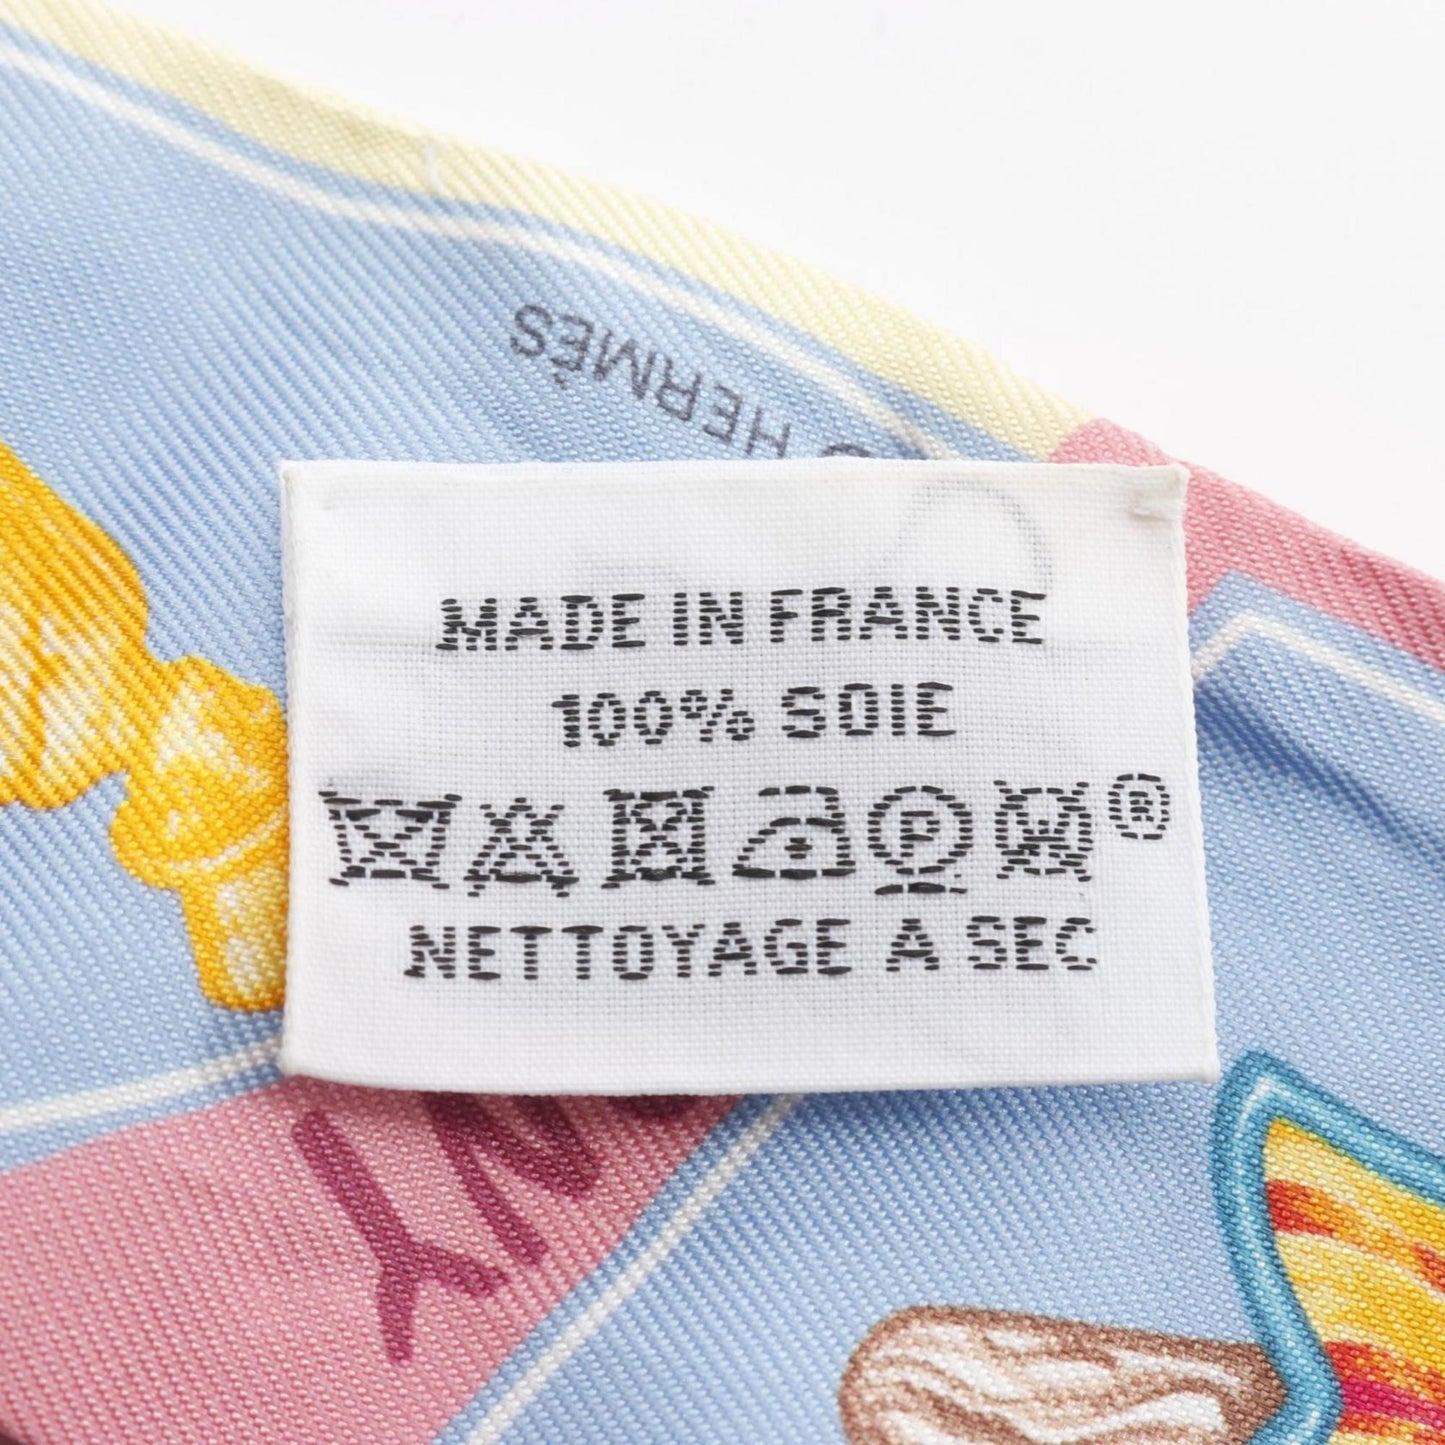 © HERMÈS
MADE IN FRANCE
100% SOIE
P ®
NETTOYAGE A SEC